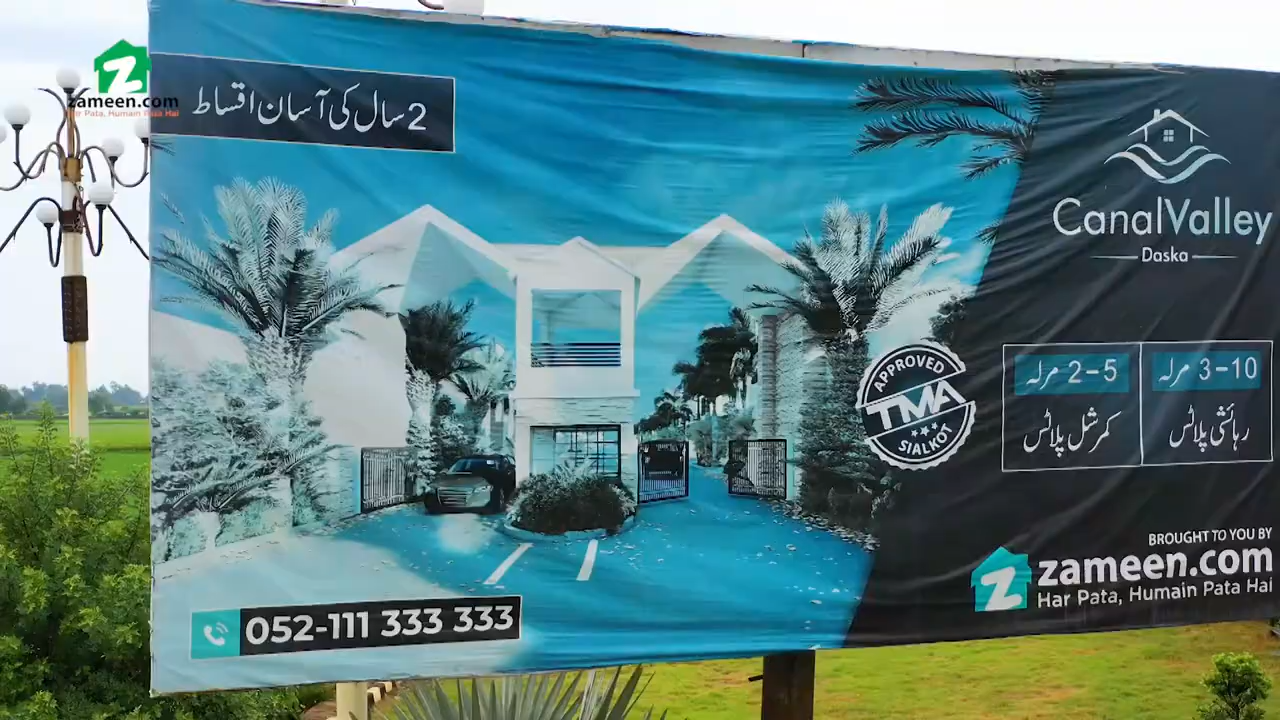 zameen.com
Har Pata, Humain Pata Hai
2 سال کی آسان اقساط
CanalValley
Daska
APPROVED
TMA
SIALKOT
3-10 مرلہ
رہائشی پلاٹس
2-5 مرلہ
کمرشل پلاٹس
BROUGHT TO YOU BY
zameen.com
Har Pata, Humain Pata Hai
052-111 333 333